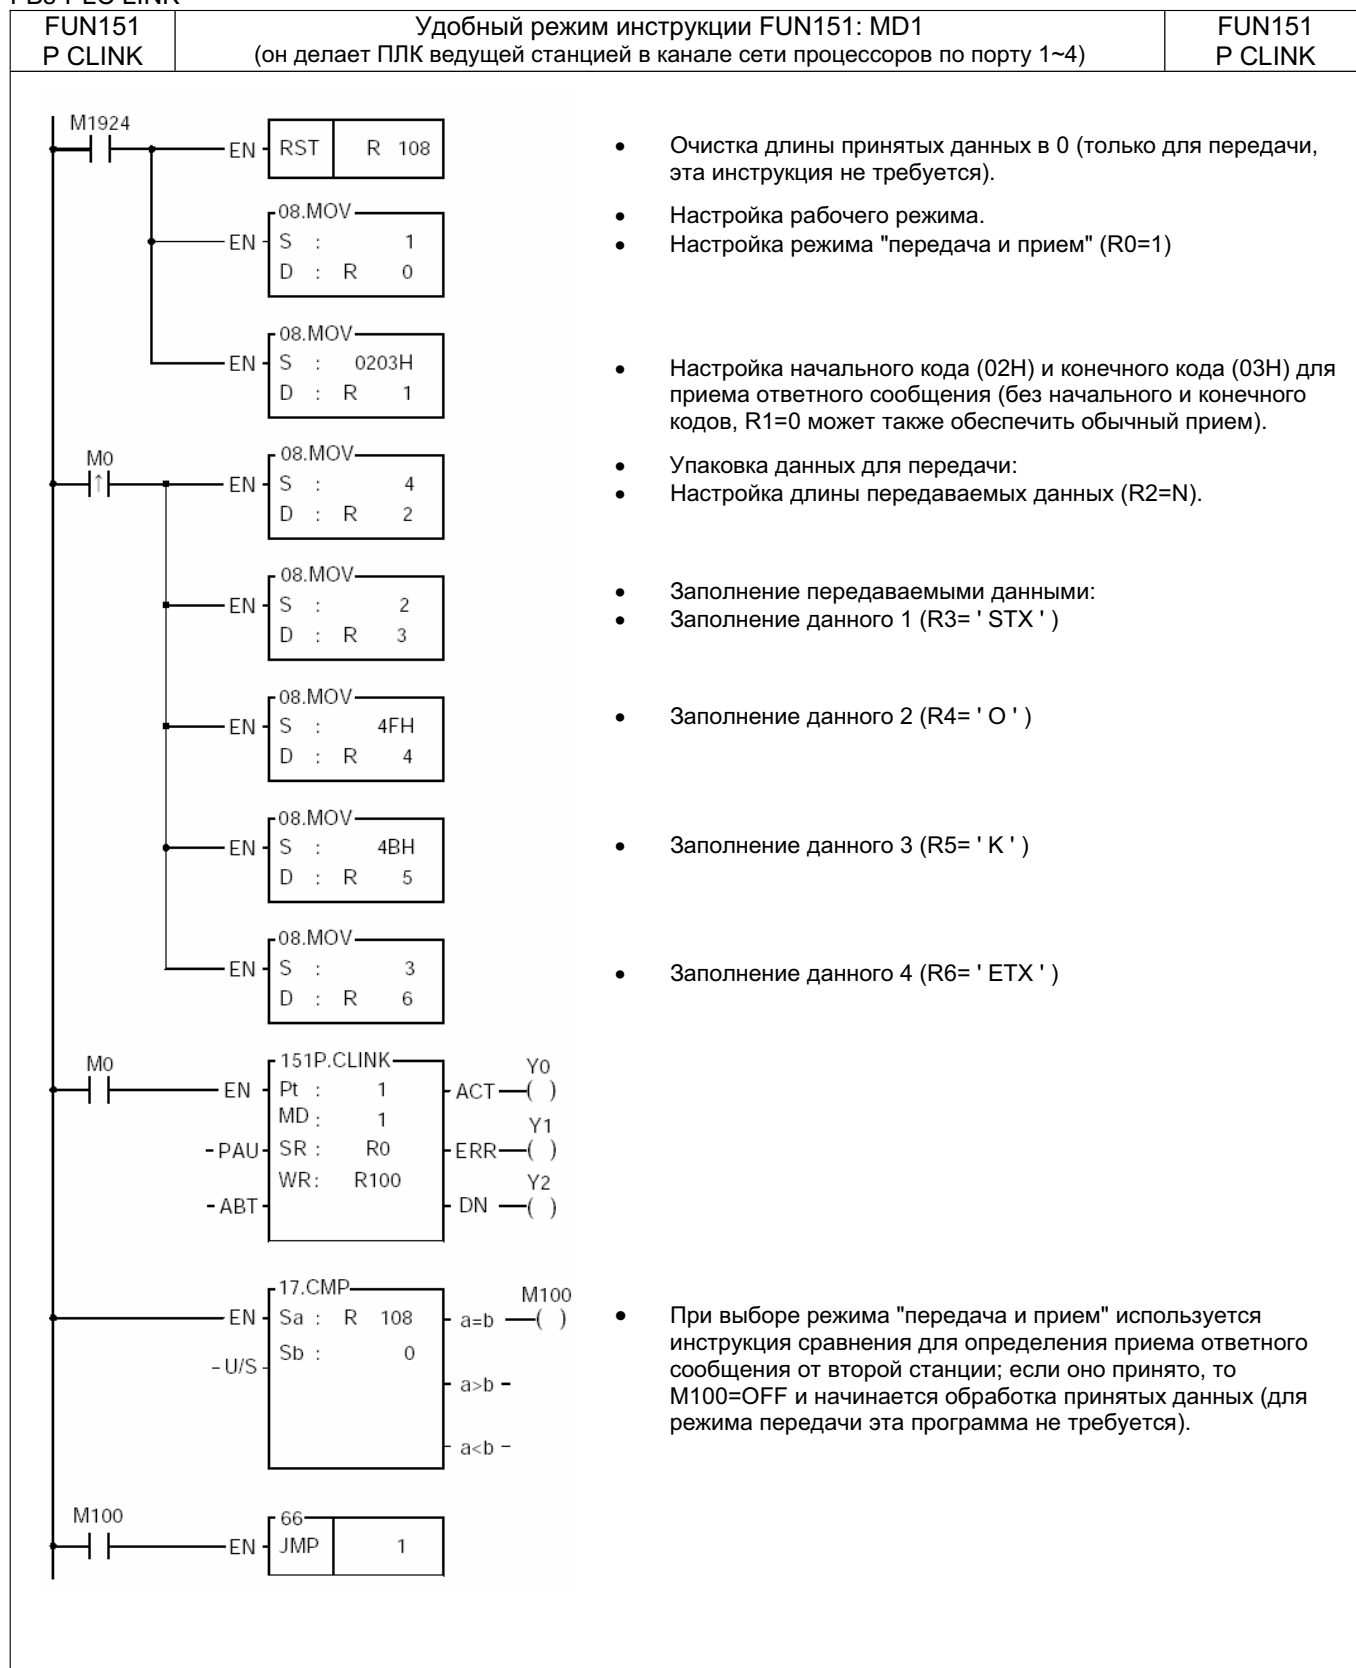 FUN151
P CLINK
Удобный режим инструкции FUN151: MD1
(он делает ПЛК ведущей станцией в канале сети процессоров по порту 1~4)
FUN151
P CLINK
M1924
EN RST R 108
• Очистка длины принятых данных в 0 (только для передачи,
эта инструкция не требуется).
08.MOV
EN S : 1
D : R 0
• Настройка рабочего режима.
• Настройка режима "передача и прием" (R0=1)
08.MOV
EN S : 0203H
D : R 1
• Настройка начального кода (02H) и конечного кода (03H) для
приема ответного сообщения (без начального и конечного
кодов, R1=0 может также обеспечить обычный прием).
M0
↑
08.MOV
EN S : 4
D : R 2
• Упаковка данных для передачи:
• Настройка длины передаваемых данных (R2=N).
08.MOV
EN S : 2
D : R 3
• Заполнение передаваемыми данными:
• Заполнение данного 1 (R3= ' STX ' )
08.MOV
EN S : 4FH
D : R 4
• Заполнение данного 2 (R4= ' O ' )
08.MOV
EN S : 4BH
D : R 5
• Заполнение данного 3 (R5= ' K ' )
08.MOV
EN S : 3
D : R 6
• Заполнение данного 4 (R6= ' ETX ' )
M0
151P.CLINK
Y0
EN Pt : 1 ACT ( )
MD : 1
Y1
PAU SR : R0 ERR ( )
WR: R100
Y2
ABT DN ( )
17.CMP
M100
EN Sa : R 108 a=b ( )
U/S Sb : 0
a>b
a<b
• При выборе режима "передача и прием" используется
инструкция сравнения для определения приема ответного
сообщения от второй станции; если оно принято, то
M100=OFF и начинается обработка принятых данных (для
режима передачи эта программа не требуется).
M100
66
EN JMP 1